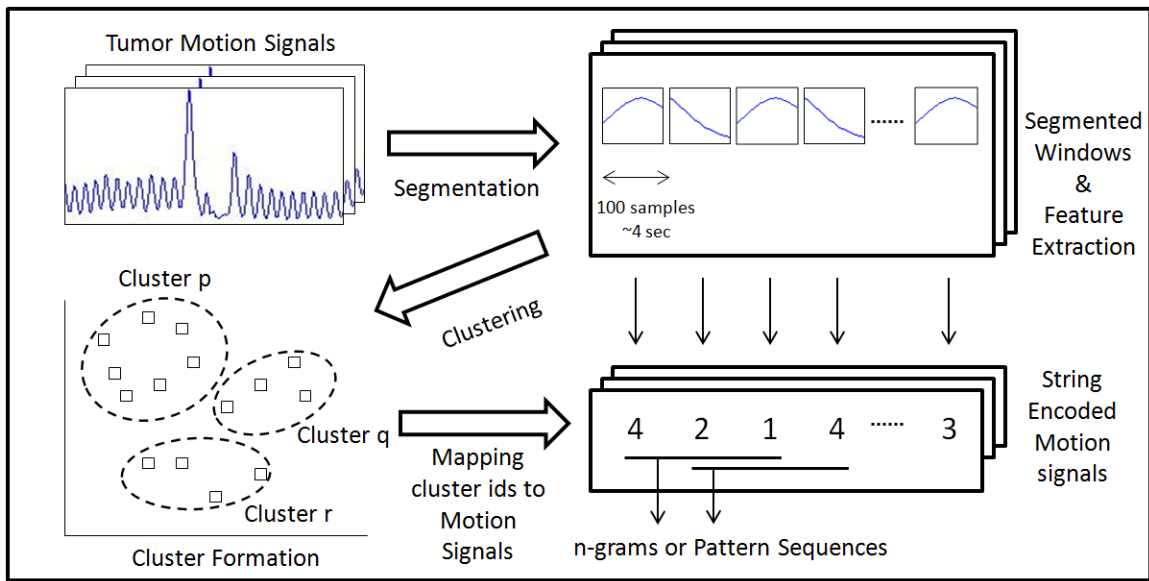 Tumor Motion Signals
Segmentation
......
100 samples
~4 sec
Segmented
Windows
&
Feature
Extraction
Clustering
Cluster p
Cluster q
Cluster r
Cluster Formation
Mapping
cluster ids to
Motion
Signals
4 2 1 4 ...... 3
String
Encoded
Motion
signals
n-grams or Pattern Sequences